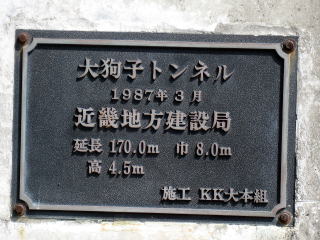 大狗子トンネル
1987年3月
近畿地方建設局
延長 170.0m 巾 8.0m
高 4.5m
施工 KK大本組